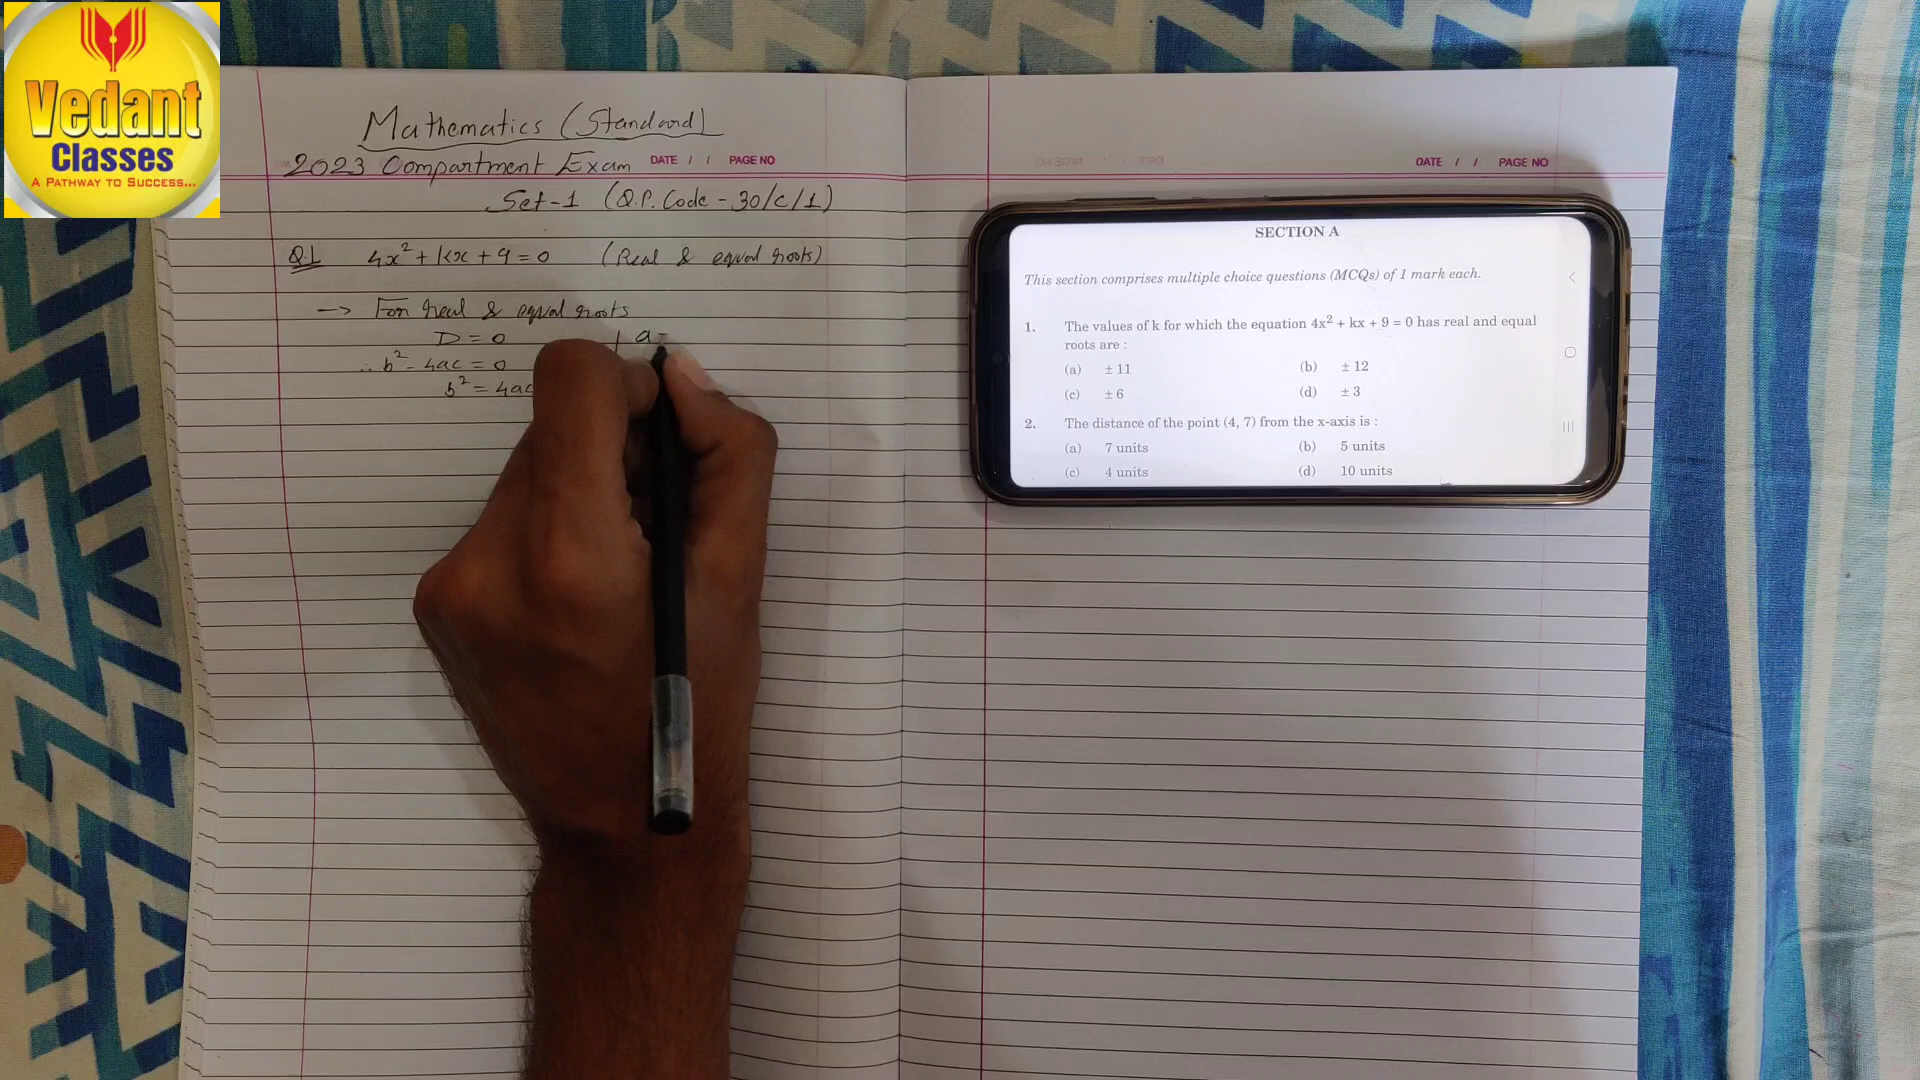 Vedant
Classes
A PATHWAY TO SUCCESS...
Mathematics (Standard)
2023 Compartment Exam
DATE / / PAGE NO
Set-1 (Q.P. Code - 30/C/1)
Q.1 4x² + kx + 9 = 0 (Real & equal roots)
→ For real & equal roots
D = 0
a =
∴ b² - 4ac = 0
b² = 4ac
DATE / / PAGE NO
SECTION A
This section comprises multiple choice questions (MCQs) of 1 mark each.
1. The values of k for which the equation 4x² + kx + 9 = 0 has real and equal
roots are :
(a) ± 11 (b) ± 12
(c) ± 6 (d) ± 3
2. The distance of the point (4, 7) from the x-axis is :
(a) 7 units (b) 5 units
(c) 4 units (d) 10 units